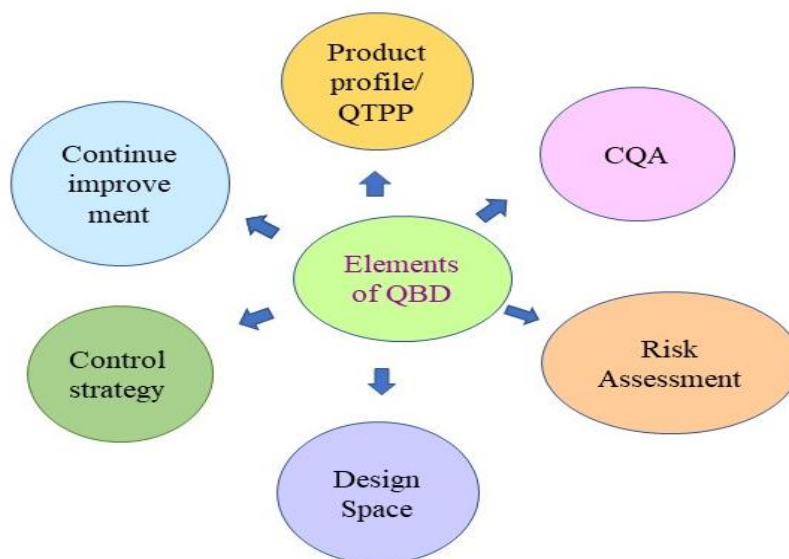 Product
profile/
QTPP
CQA
Risk
Assessment
Design
Space
Control
strategy
Continue
improve
ment
Elements
of QBD